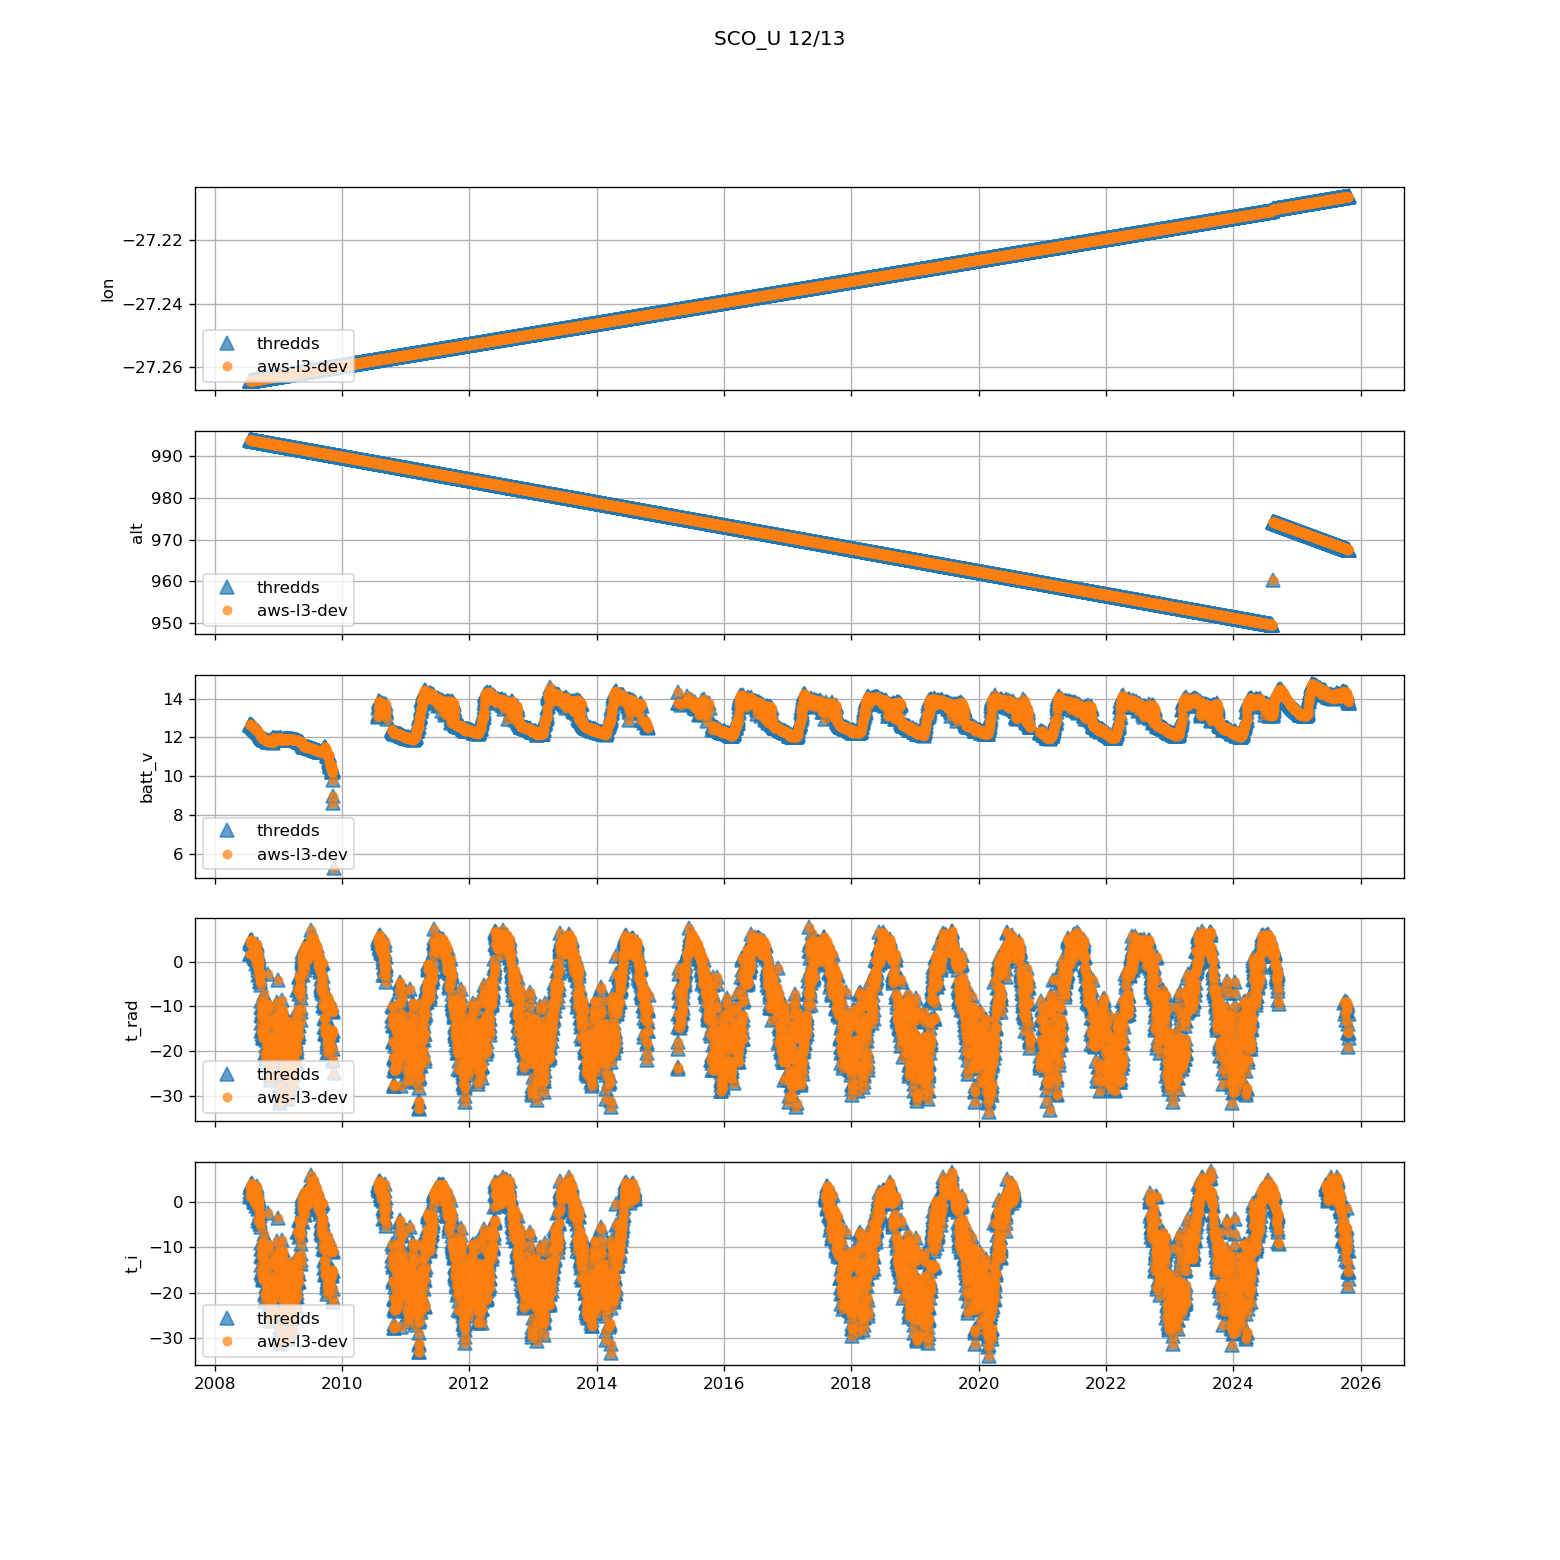 SCO_U 12/13
lon
−27.22
−27.24
−27.26
thredds
aws-l3-dev
alt
990
980
970
960
950
thredds
aws-l3-dev
batt_v
14
12
10
8
6
thredds
aws-l3-dev
t_rad
0
−10
−20
−30
thredds
aws-l3-dev
t_i
0
−10
−20
−30
thredds
aws-l3-dev
2008 2010 2012 2014 2016 2018 2020 2022 2024 2026